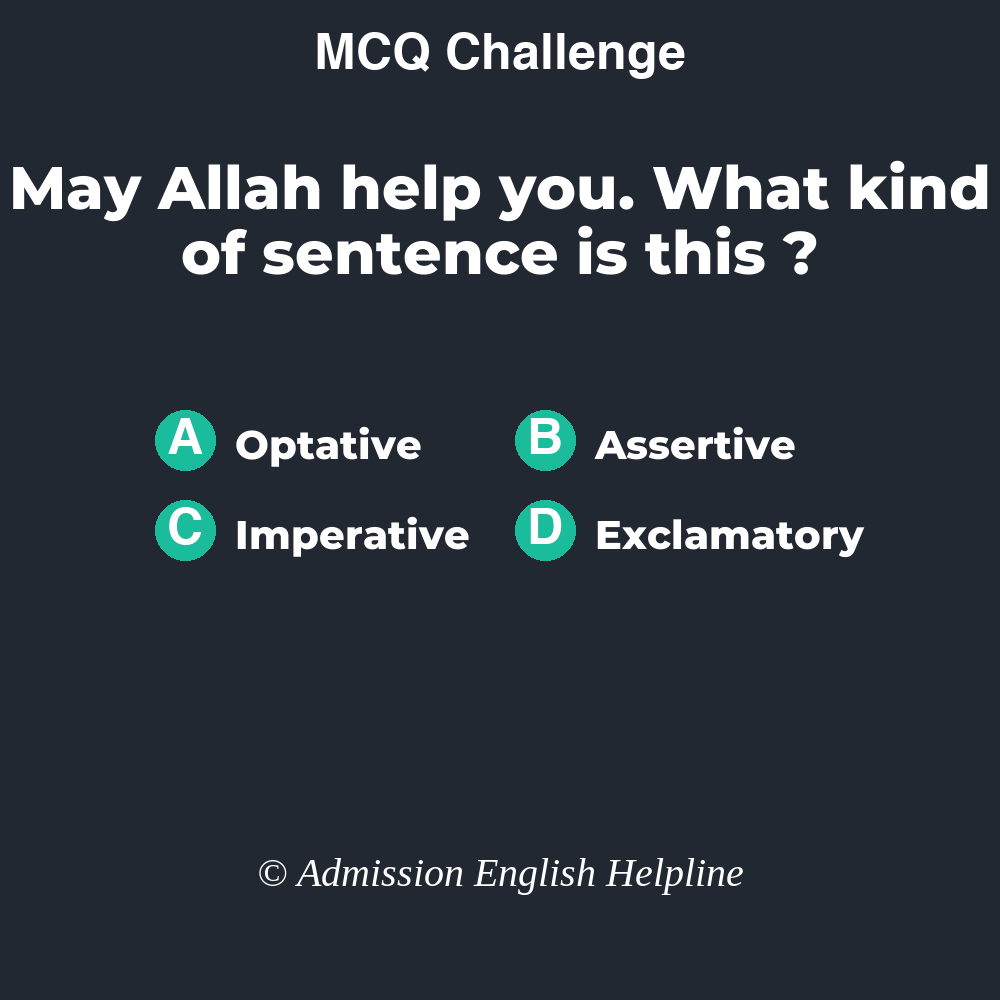 MCQ Challenge
May Allah help you. What kind
of sentence is this ?
A Optative
B Assertive
C Imperative
D Exclamatory
© Admission English Helpline